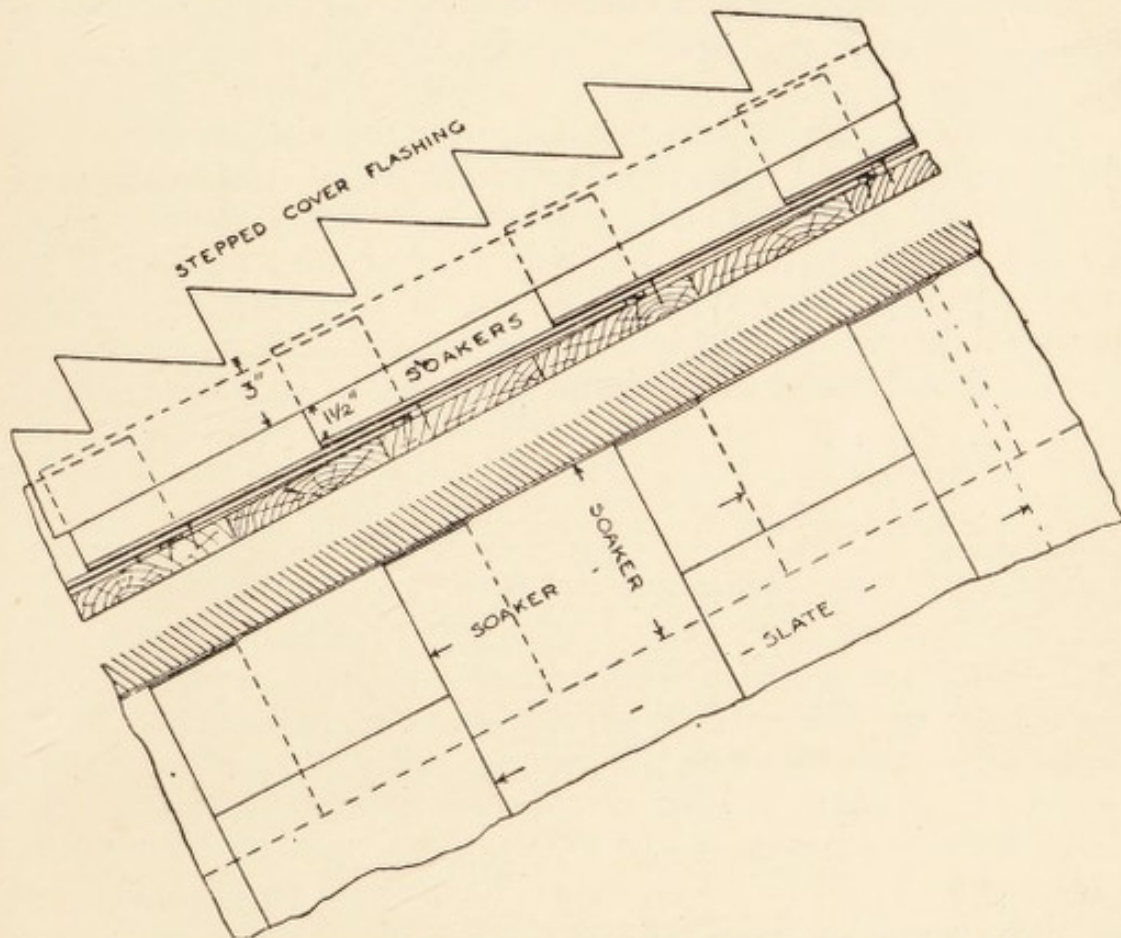 STEPPED COVER FLASHING
3"
1½"
SOAKERS
SOAKER
SOAKER
SLATE